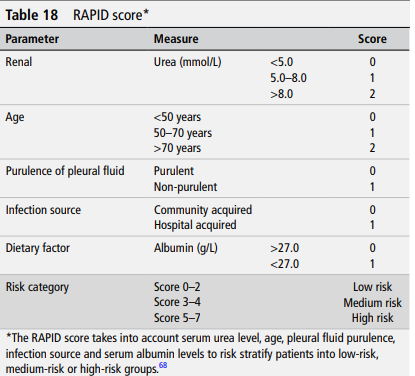 Table 18 RAPID score*
Parameter Measure Score
Renal Urea (mmol/L) <5.0 0
5.0–8.0 1
>8.0 2
Age <50 years 0
50–70 years 1
>70 years 2
Purulence of pleural fluid Purulent 0
Non-purulent 1
Infection source Community acquired 0
Hospital acquired 1
Dietary factor Albumin (g/L) >27.0 0
<27.0 1
Risk category Score 0–2 Low risk
Score 3–4 Medium risk
Score 5–7 High risk
*The RAPID score takes into account serum urea level, age, pleural fluid purulence,
infection source and serum albumin levels to risk stratify patients into low-risk,
medium-risk or high-risk groups.68